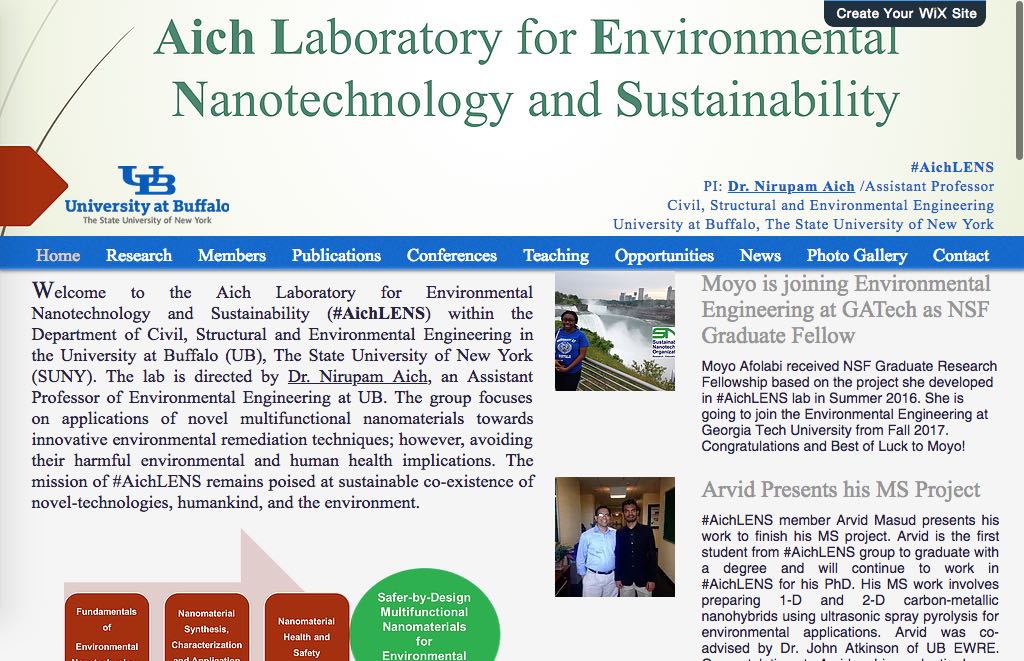 Create Your WiX Site
Aich Laboratory for Environmental
Nanotechnology and Sustainability
#AichLENS
PI: Dr. Nirupam Aich /Assistant Professor
Civil, Structural and Environmental Engineering
University at Buffalo, The State University of New York
UB
University at Buffalo
The State University of New York
Home Research Members Publications Conferences Teaching Opportunities News Photo Gallery Contact
Welcome to the Aich Laboratory for Environmental
Nanotechnology and Sustainability (#AichLENS) within the
Department of Civil, Structural and Environmental Engineering in
the University at Buffalo (UB), The State University of New York
(SUNY). The lab is directed by Dr. Nirupam Aich, an Assistant
Professor of Environmental Engineering at UB. The group focuses
on applications of novel multifunctional nanomaterials towards
innovative environmental remediation techniques; however, avoiding
their harmful environmental and human health implications. The
mission of #AichLENS remains poised at sustainable co-existence of
novel-technologies, humankind, and the environment.
Fundamentals
of
Environmental
Nanomaterial
Synthesis,
Characterization
and Application
Nanomaterial
Health and
Safety
Safer-by-Design
Multifunctional
Nanomaterials
for
Environmental
Moyo is joining Environmental
Engineering at GATech as NSF
Graduate Fellow
Moyo Afolabi received NSF Graduate Research
Fellowship based on the project she developed
in #AichLENS lab in Summer 2016. She is
going to join the Environmental Engineering at
Georgia Tech University from Fall 2017.
Congratulations and Best of Luck to Moyo!
Arvid Presents his MS Project
#AichLENS member Arvid Masud presents his
work to finish his MS project. Arvid is the first
student from #AichLENS group to graduate with
a degree and will continue to work in
#AichLENS for his PhD. His MS work involves
preparing 1-D and 2-D carbon-metallic
nanohybrids using ultrasonic spray pyrolysis for
environmental applications. Arvid was co-
advised by Dr. John Atkinson of UB EWRE.